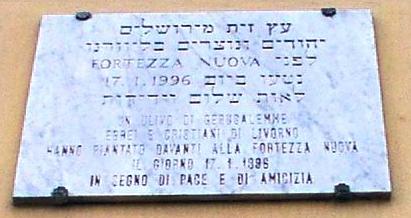 עץ זית מירושלים
יהודים ונוצרים בליוורנו
לפני FORTEZZA NUOVA
נטעו ביום 17.1.1996
לאות שלום וידידות
UN ULIVO DI GERUSALEMME
EBREI E CRISTIANI DI LIVORNO
HANNO PIANTATO DAVANTI ALLA FORTEZZA NUOVA
IL GIORNO 17.1.1996
IN SEGNO DI PACE E DI AMICIZIA